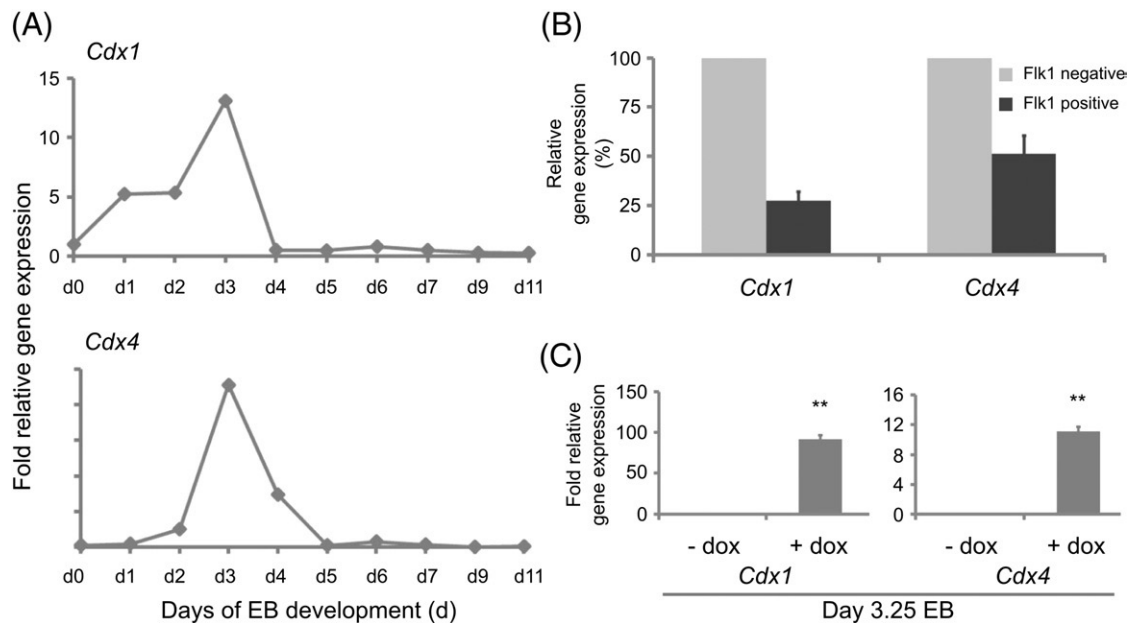 (A)
Cdx1
Fold relative gene expression
15
10
5
0
d0 d1 d2 d3 d4 d5 d6 d7 d9 d11
Cdx4
d0 d1 d2 d3 d4 d5 d6 d7 d9 d11
Days of EB development (d)
(B)
Relative
gene expression
(%)
100
75
50
25
0
Flk1 negative
Flk1 positive
Cdx1 Cdx4
(C)
Fold relative
gene expression
150
100
50
0
**
- dox + dox
Cdx1
16
12
8
4
0
**
- dox + dox
Cdx4
Day 3.25 EB